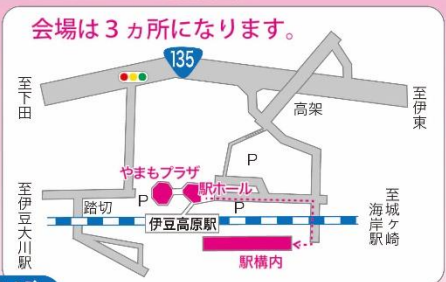 会場は3ヵ所になります。
135
至下田
至伊東
高架
P
やまもプラザ
駅ホール
至伊豆大川駅
踏切
P
P
伊豆高原駅
至城ヶ崎
海岸駅
駅構内